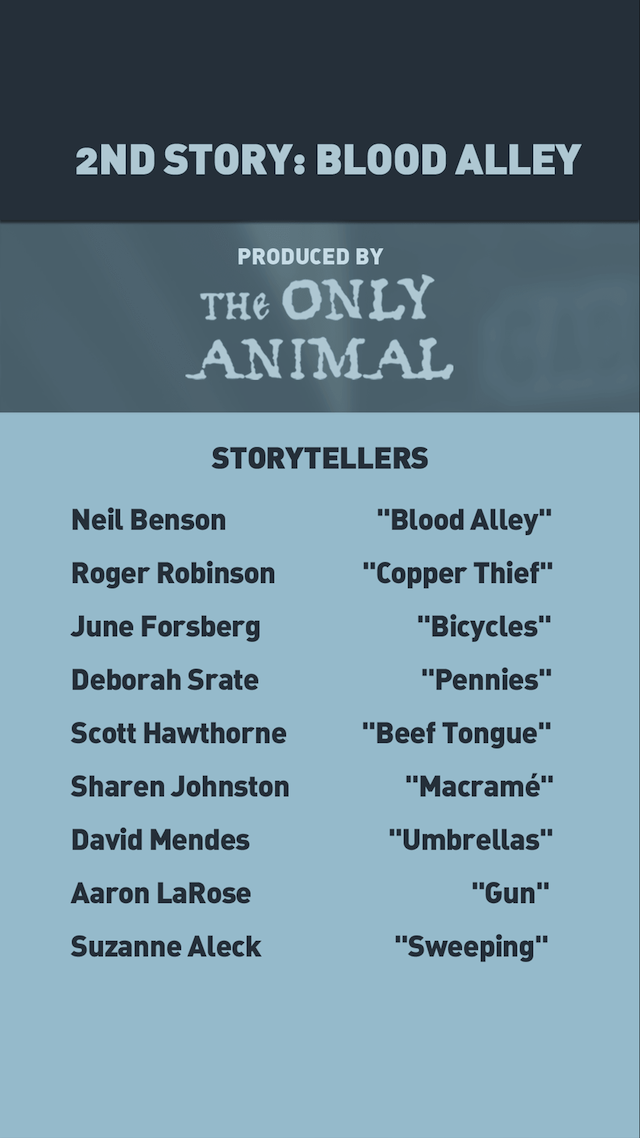 2ND STORY: BLOOD ALLEY
PRODUCED BY
THE ONLY
ANIMAL
STORYTELLERS
Neil Benson "Blood Alley"
Roger Robinson "Copper Thief"
June Forsberg "Bicycles"
Deborah Srate "Pennies"
Scott Hawthorne "Beef Tongue"
Sharen Johnston "Macramé"
David Mendes "Umbrellas"
Aaron LaRose "Gun"
Suzanne Aleck "Sweeping"